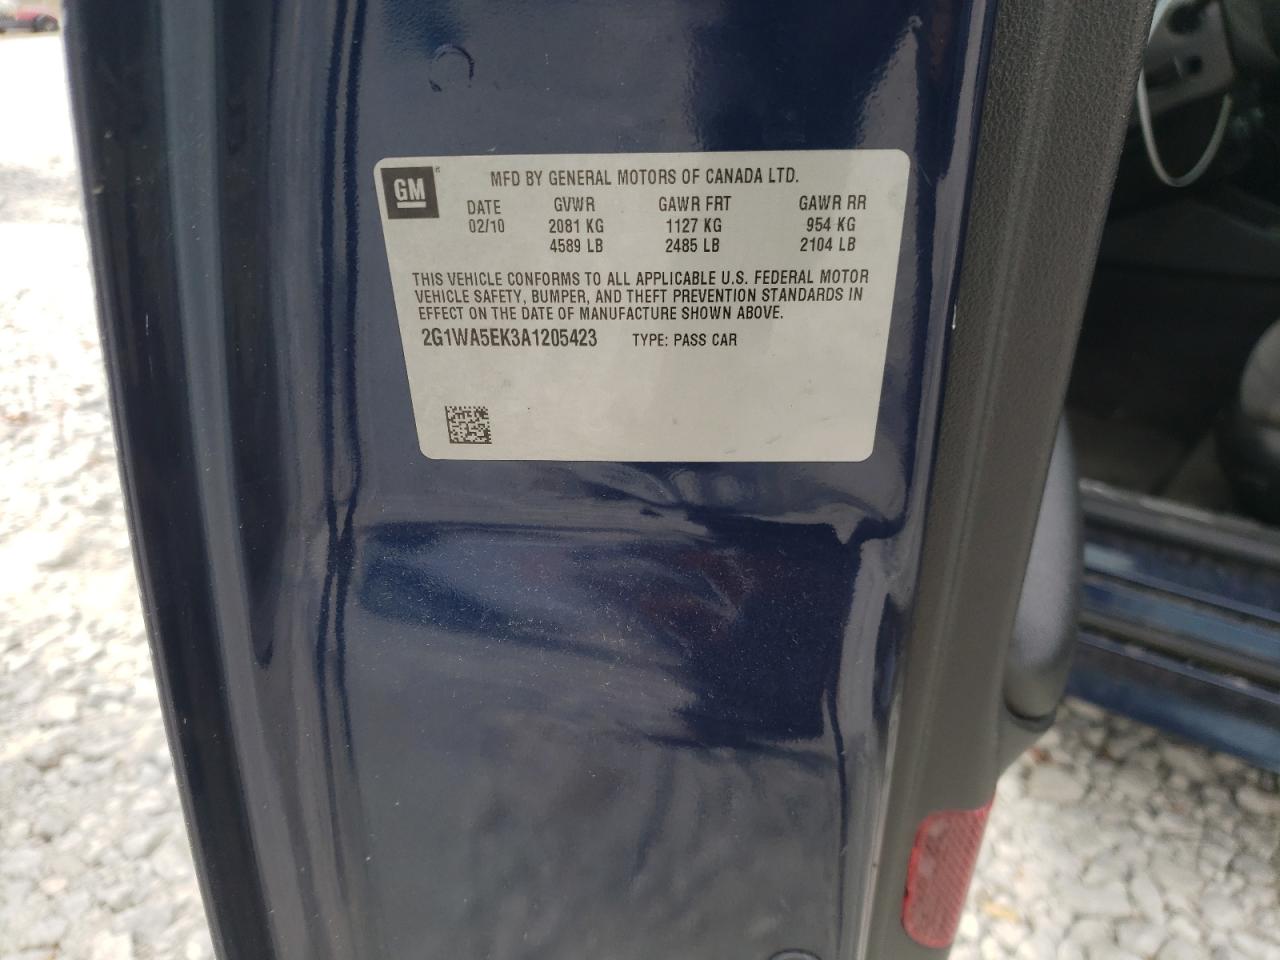 GM
MFD BY GENERAL MOTORS OF CANADA LTD.
DATE GVWR GAWR FRT GAWR RR
02/10 2081 KG 1127 KG 954 KG
4589 LB 2485 LB 2104 LB
THIS VEHICLE CONFORMS TO ALL APPLICABLE U.S. FEDERAL MOTOR
VEHICLE SAFETY, BUMPER, AND THEFT PREVENTION STANDARDS IN
EFFECT ON THE DATE OF MANUFACTURE SHOWN ABOVE.
2G1WA5EK3A1205423 TYPE: PASS CAR